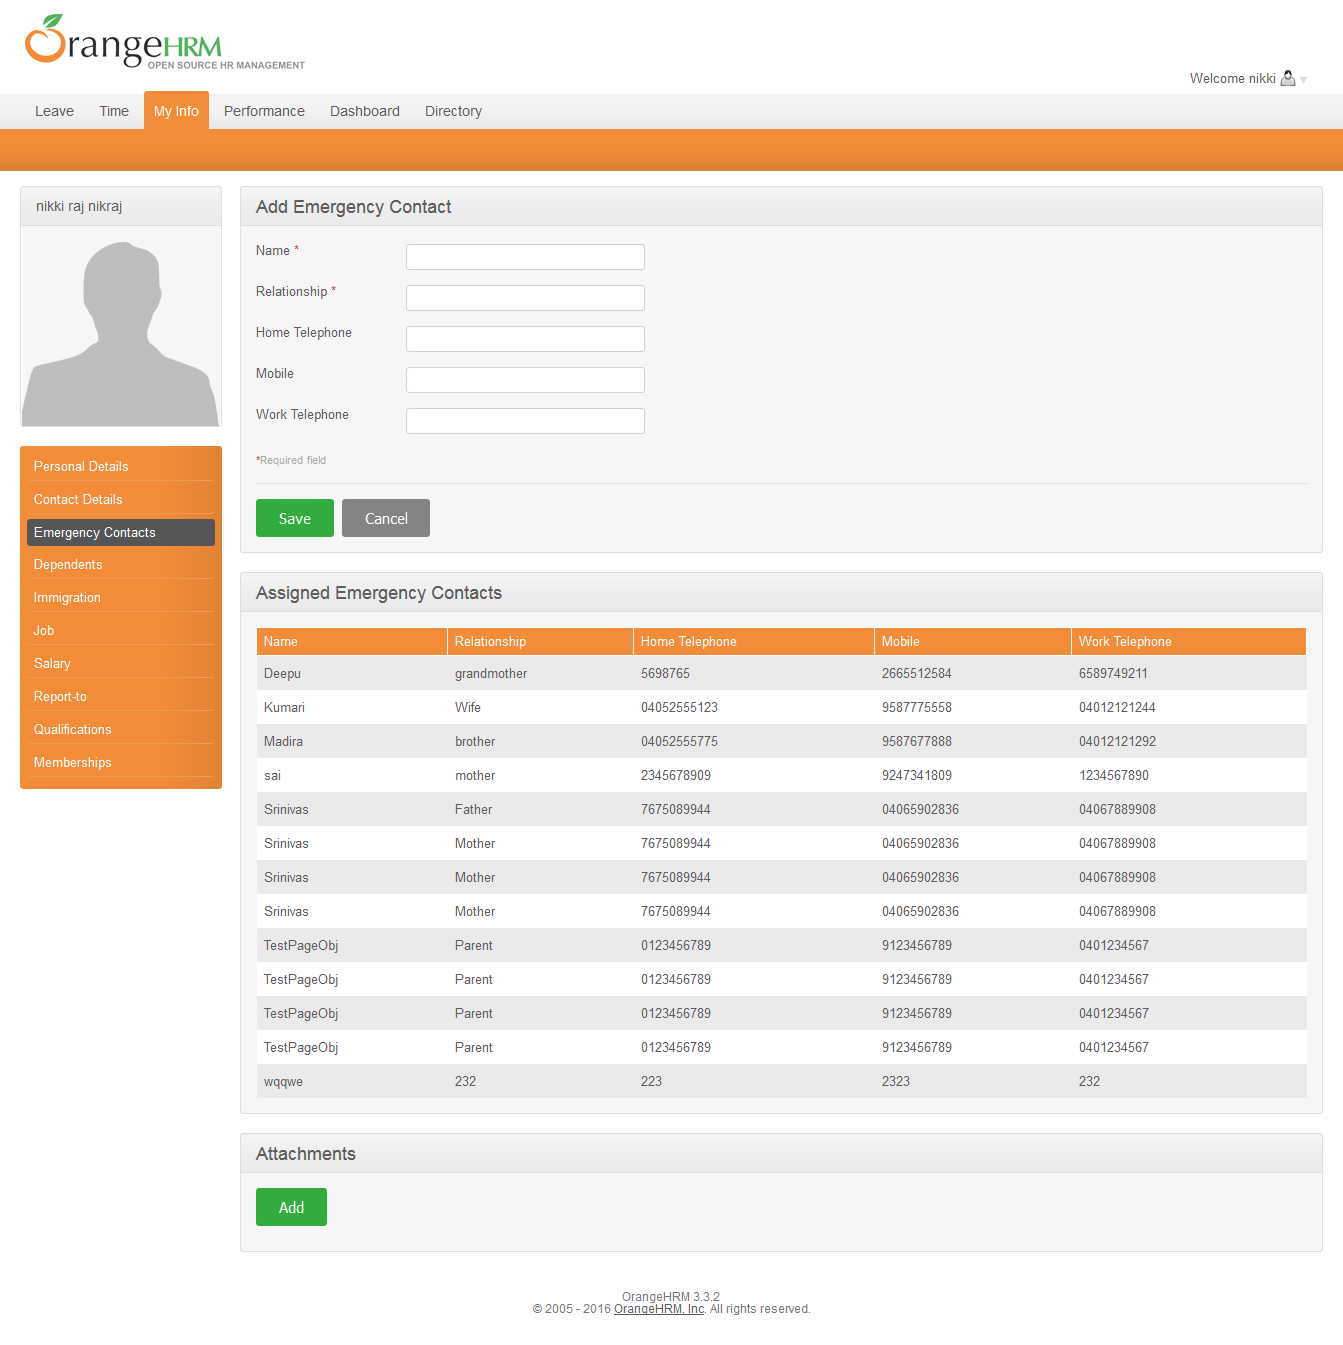 OrangeHRM
OPEN SOURCE HR MANAGEMENT
Welcome nikki
Leave Time My Info Performance Dashboard Directory
nikki raj nikraj
Personal Details
Contact Details
Emergency Contacts
Dependents
Immigration
Job
Salary
Report-to
Qualifications
Memberships
Add Emergency Contact
Name *
Relationship *
Home Telephone
Mobile
Work Telephone
*Required field
Save Cancel
Assigned Emergency Contacts
Name Relationship Home Telephone Mobile Work Telephone
Deepu grandmother 5698765 2665512584 6589749211
Kumari Wife 04052555123 9587775558 04012121244
Madira brother 04052555775 9587677888 04012121292
sai mother 2345678909 9247341809 1234567890
Srinivas Father 7675089944 04065902836 04067889908
Srinivas Mother 7675089944 04065902836 04067889908
Srinivas Mother 7675089944 04065902836 04067889908
Srinivas Mother 7675089944 04065902836 04067889908
TestPageObj Parent 0123456789 9123456789 0401234567
TestPageObj Parent 0123456789 9123456789 0401234567
TestPageObj Parent 0123456789 9123456789 0401234567
TestPageObj Parent 0123456789 9123456789 0401234567
wqqwe 232 223 2323 232
Attachments
Add
OrangeHRM 3.3.2
© 2005 - 2016 OrangeHRM, Inc. All rights reserved.